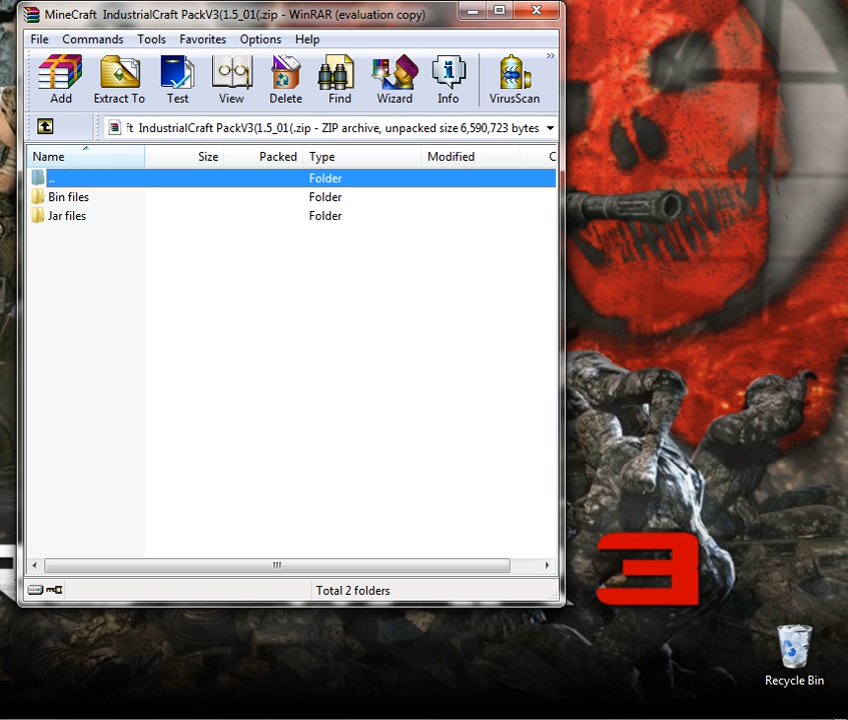 MineCraft IndustrialCraft PackV3(1.5_01(.zip - WinRAR (evaluation copy)
File Commands Tools Favorites Options Help
Add Extract To Test View Delete Find Wizard Info VirusScan
ft IndustrialCraft PackV3(1.5_01(.zip - ZIP archive, unpacked size 6,590,723 bytes
Name Size Packed Type Modified C
.. Folder
Bin files Folder
Jar files Folder
Total 2 folders
3
Recycle Bin